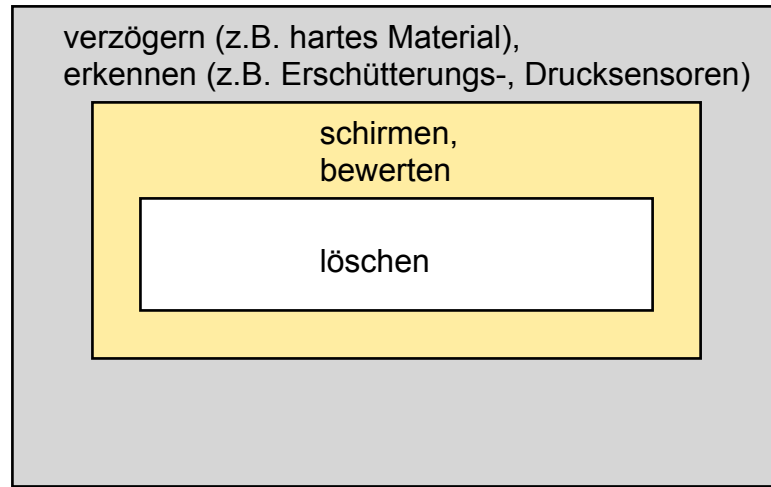 verzögern (z.B. hartes Material),
erkennen (z.B. Erschütterungs-, Drucksensoren)
schirmen,
bewerten
löschen